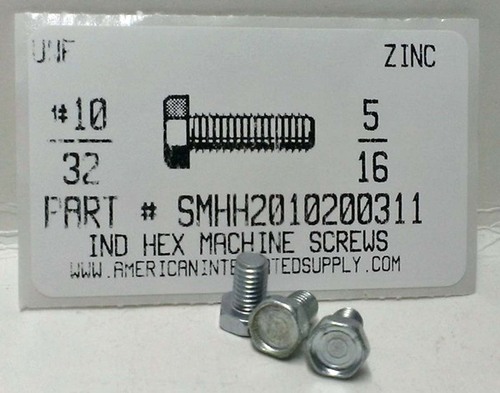 UNF ZINC
#10 5
32 16
PART # SMHH2010200311
IND HEX MACHINE SCREWS
WWW.AMERICANINTEGRATEDSUPPLY.COM